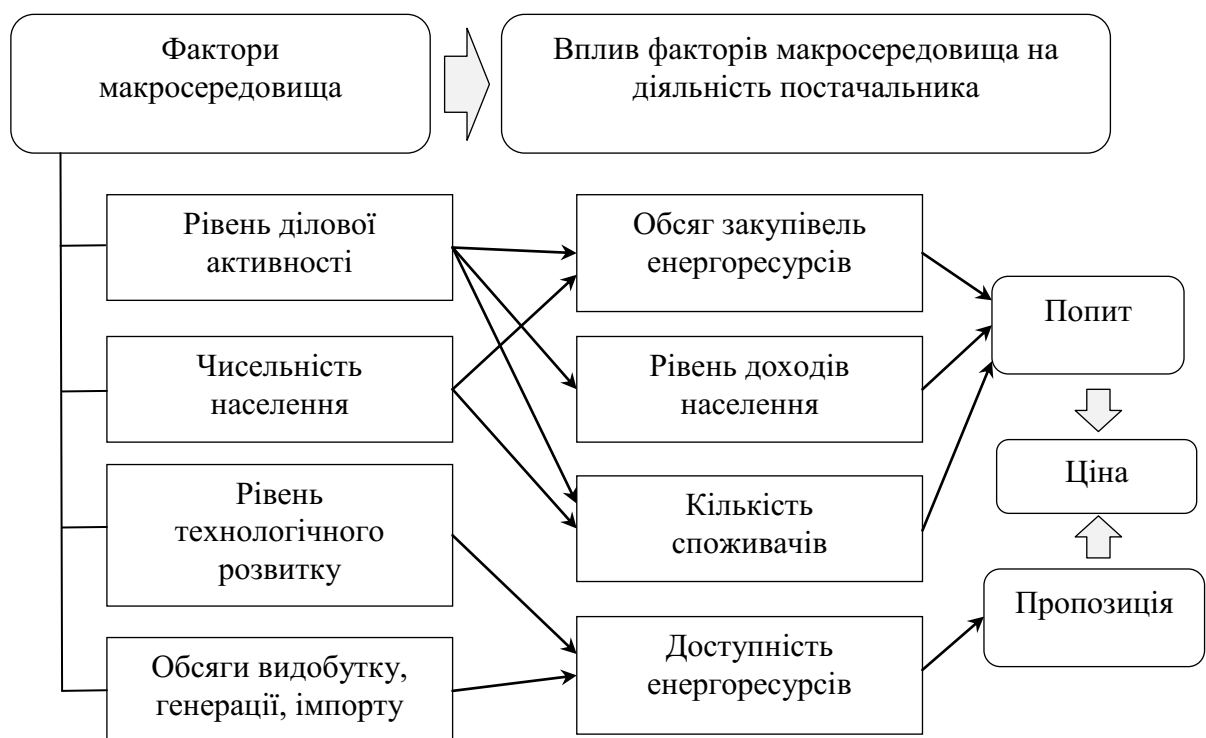 Фактори
макросередовища
Вплив факторів макросередовища на
діяльність постачальника
Рівень ділової
активності
Обсяг закупівель
енергоресурсів
Попит
Чисельність
населення
Рівень доходів
населення
Ціна
Рівень
технологічного
розвитку
Кількість
споживачів
Пропозиція
Обсяги видобутку,
генерації, імпорту
Доступність
енергоресурсів